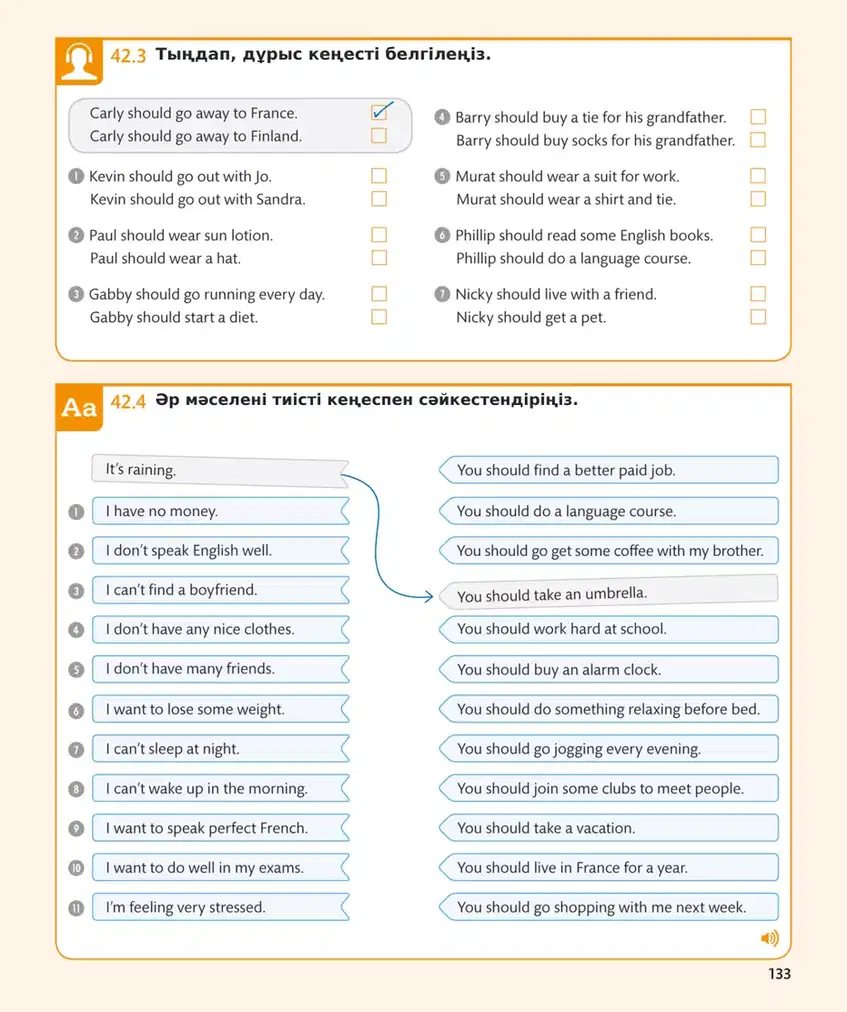 42.3 Тыңдап, дұрыс кеңесті белгілеңіз.
Carly should go away to France.
Carly should go away to Finland.
1 Kevin should go out with Jo.
Kevin should go out with Sandra.
2 Paul should wear sun lotion.
Paul should wear a hat.
3 Gabby should go running every day.
Gabby should start a diet.
4 Barry should buy a tie for his grandfather.
Barry should buy socks for his grandfather.
5 Murat should wear a suit for work.
Murat should wear a shirt and tie.
6 Phillip should read some English books.
Phillip should do a language course.
7 Nicky should live with a friend.
Nicky should get a pet.
Aa 42.4 Әр мәселені тиісті кеңеспен сәйкестендіріңіз.
It's raining.
1 I have no money.
2 I don't speak English well.
3 I can't find a boyfriend.
4 I don't have any nice clothes.
5 I don't have many friends.
6 I want to lose some weight.
7 I can't sleep at night.
8 I can't wake up in the morning.
9 I want to speak perfect French.
10 I want to do well in my exams.
11 I'm feeling very stressed.
You should find a better paid job.
You should do a language course.
You should go get some coffee with my brother.
You should take an umbrella.
You should work hard at school.
You should buy an alarm clock.
You should do something relaxing before bed.
You should go jogging every evening.
You should join some clubs to meet people.
You should take a vacation.
You should live in France for a year.
You should go shopping with me next week.
133